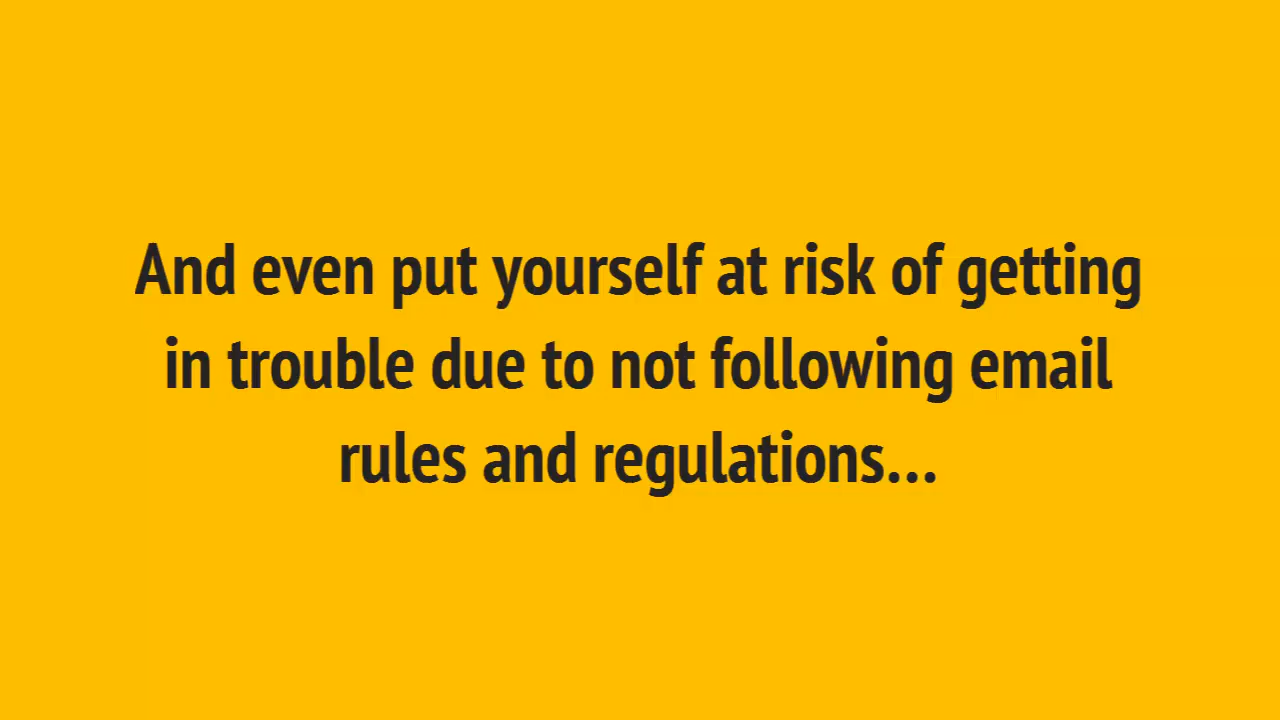 And even put yourself at risk of getting
in trouble due to not following email
rules and regulations...